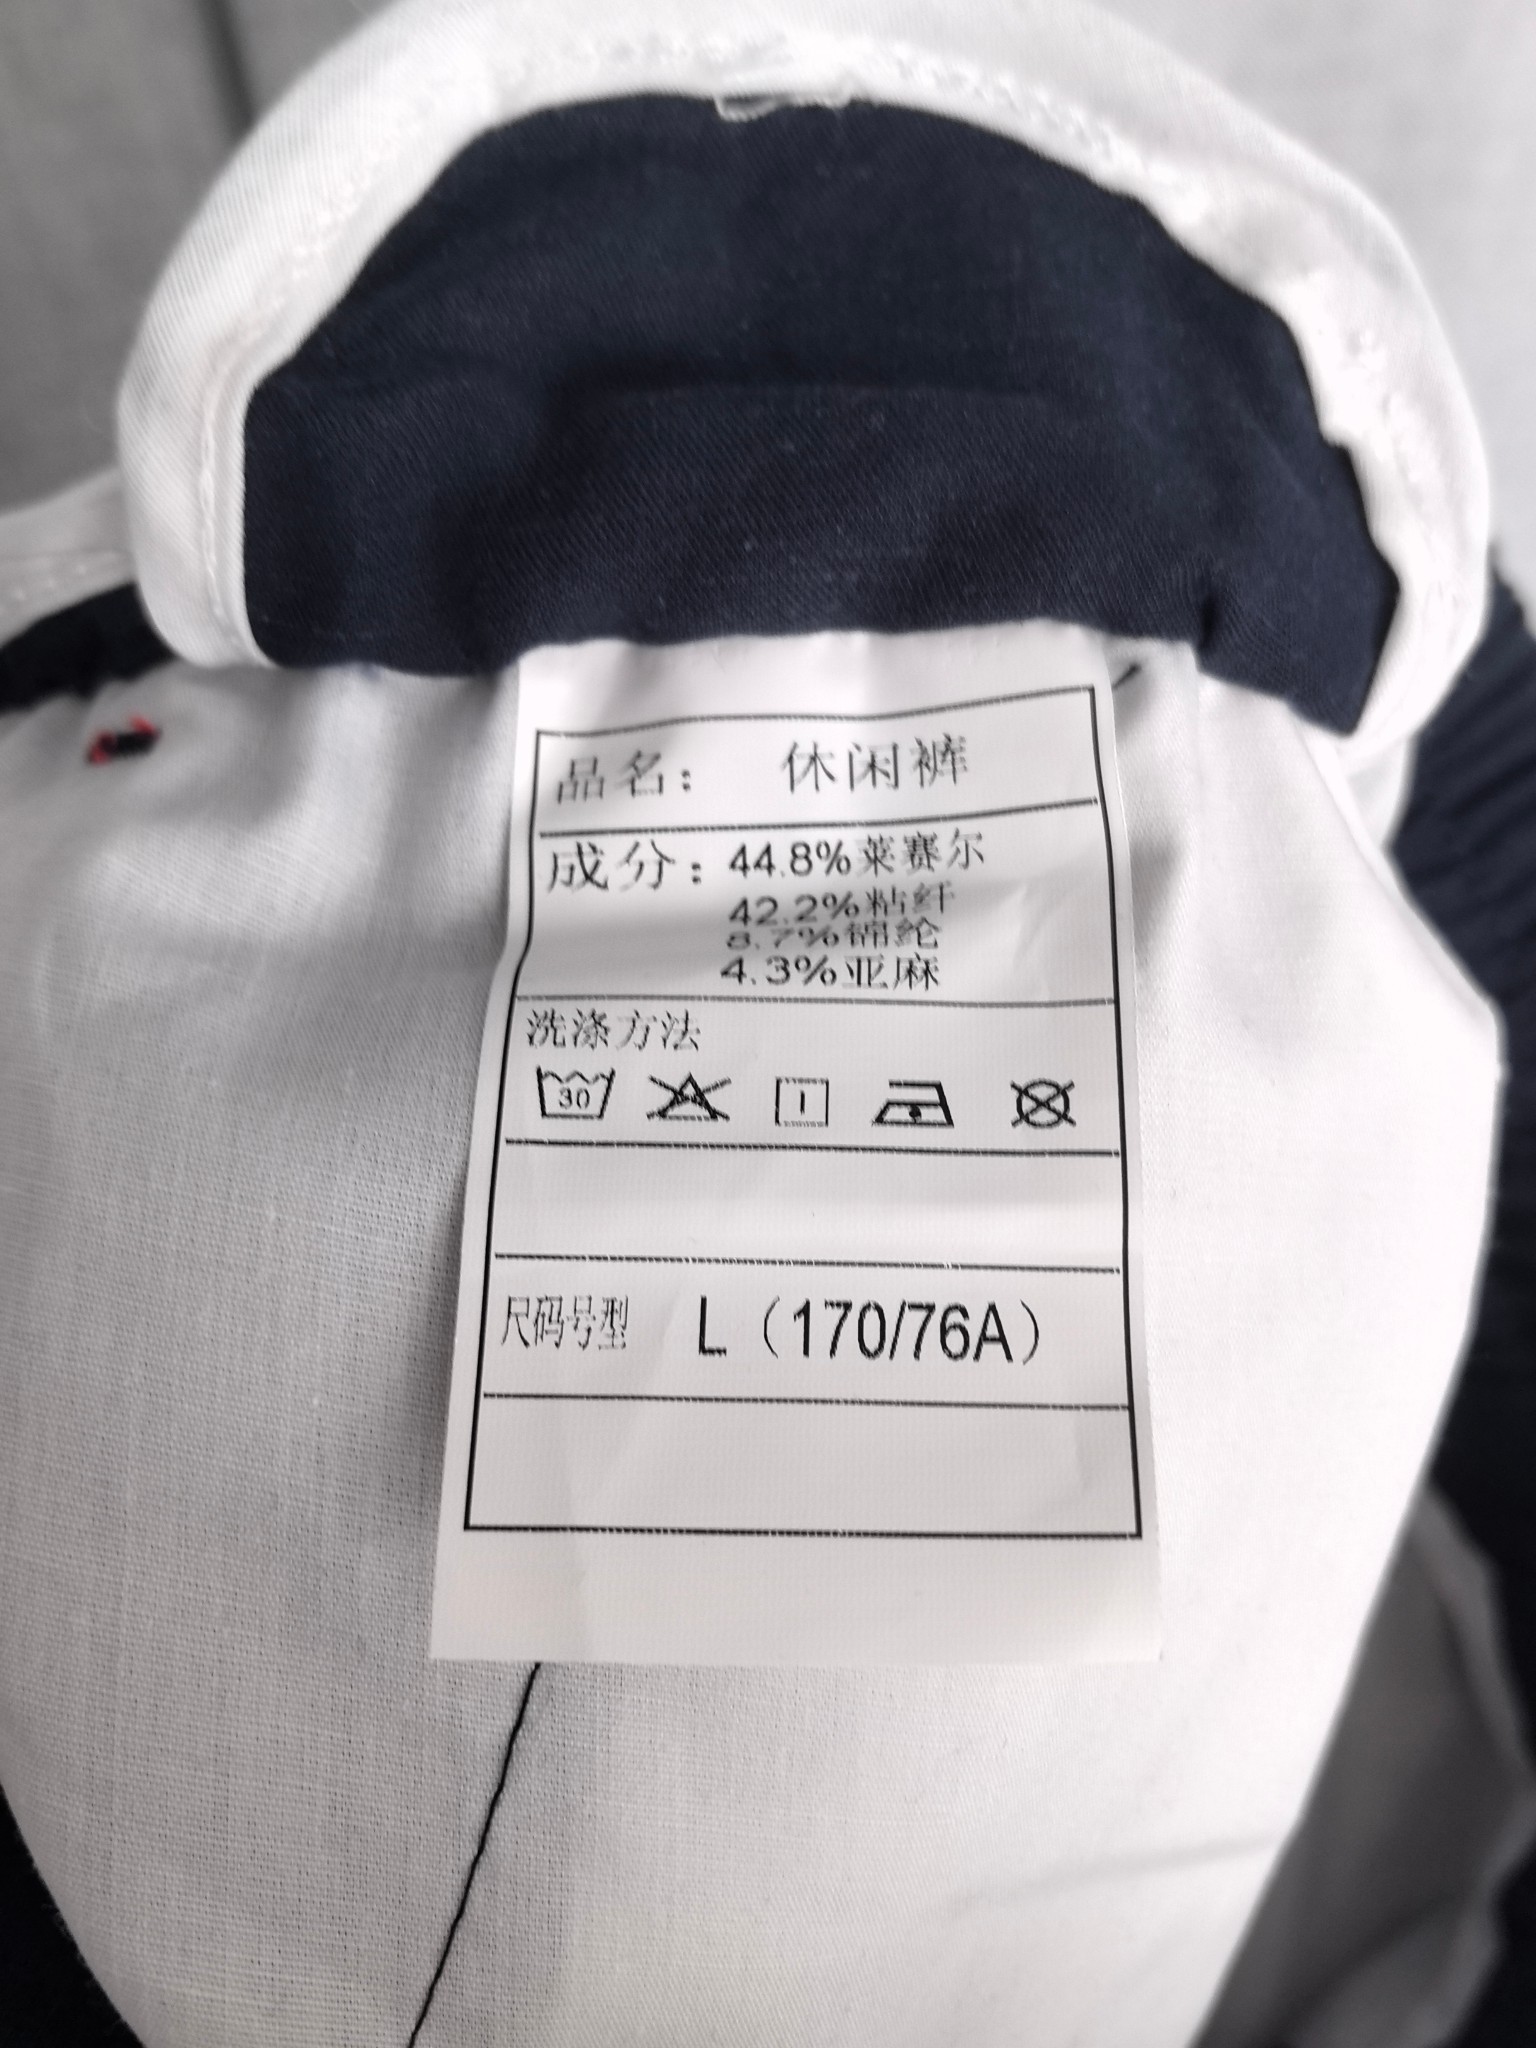 品名： 休闲裤
成分：44.8%莱赛尔
42.2%粘纤
8.7%锦纶
4.3%亚麻
洗涤方法
30
尺码号型 L（170/76A）